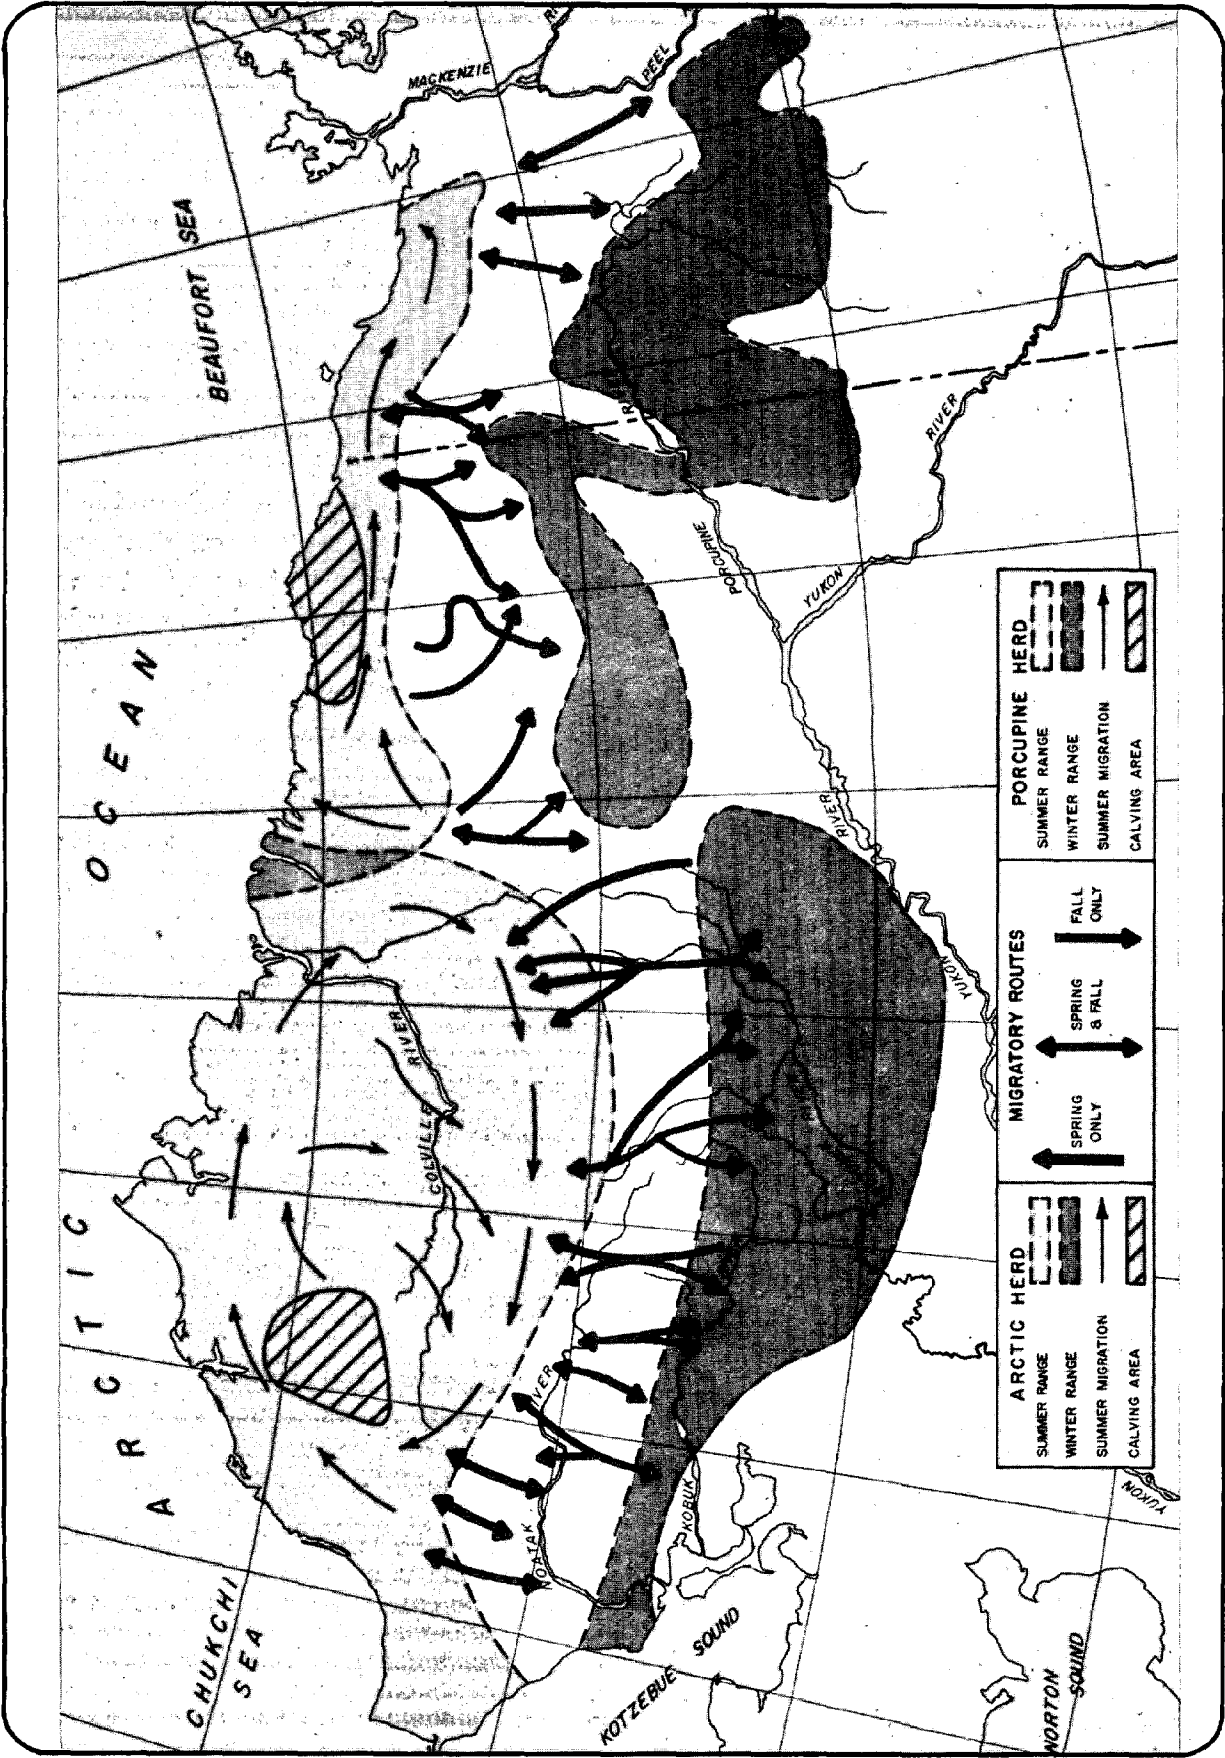 ARCTIC OCEAN
BEAUFORT SEA
CHUKCHI
SEA
MACKENZIE
PEEL
PORCUPINE
YUKON
RIVER
RIVER
YUKON
COLVILLE
RIVER
NOATAK
KOBUK
KOTZEBUE SOUND
NORTON
SOUND
YUKON
ARCTIC HERD
SUMMER RANGE
WINTER RANGE
SUMMER MIGRATION
CALVING AREA
MIGRATORY ROUTES
SPRING
ONLY
SPRING
& FALL
FALL
ONLY
PORCUPINE HERD
SUMMER RANGE
WINTER RANGE
SUMMER MIGRATION
CALVING AREA